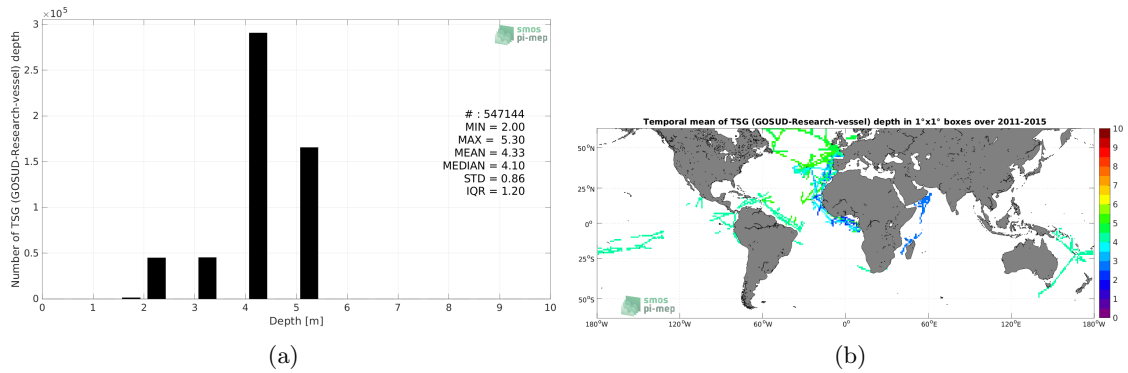 ×10⁵
3
2.5
2
1.5
1
0.5
0
Number of TSG (GOSUD-Research-vessel) depth
smos
pi-mep
# : 547144
MIN = 2.00
MAX = 5.30
MEAN = 4.33
MEDIAN = 4.10
STD = 0.86
IQR = 1.20
0 1 2 3 4 5 6 7 8 9 10
Depth [m]
(a)
Temporal mean of TSG (GOSUD-Research-vessel) depth in 1°x1° boxes over 2011-2015
50°N
25°N
0°
25°S
50°S
smos
pi-mep
180°W 120°W 60°W 0° 60°E 120°E 180°W
10
9
8
7
6
5
4
3
2
1
0
(b)